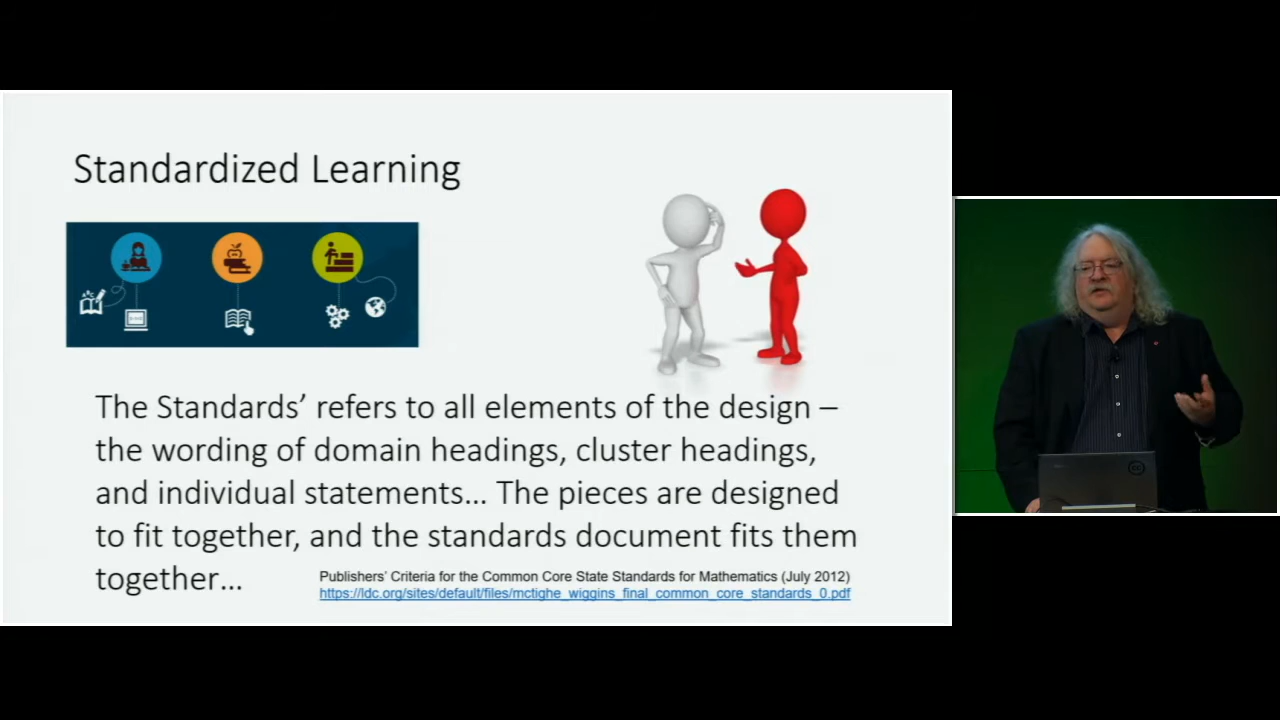 Standardized Learning
The Standards’ refers to all elements of the design –
the wording of domain headings, cluster headings,
and individual statements... The pieces are designed
to fit together, and the standards document fits them
together...
Publishers’ Criteria for the Common Core State Standards for Mathematics (July 2012)
https://ldc.org/sites/default/files/mctighe_wiggins_final_common_core_standards_0.pdf